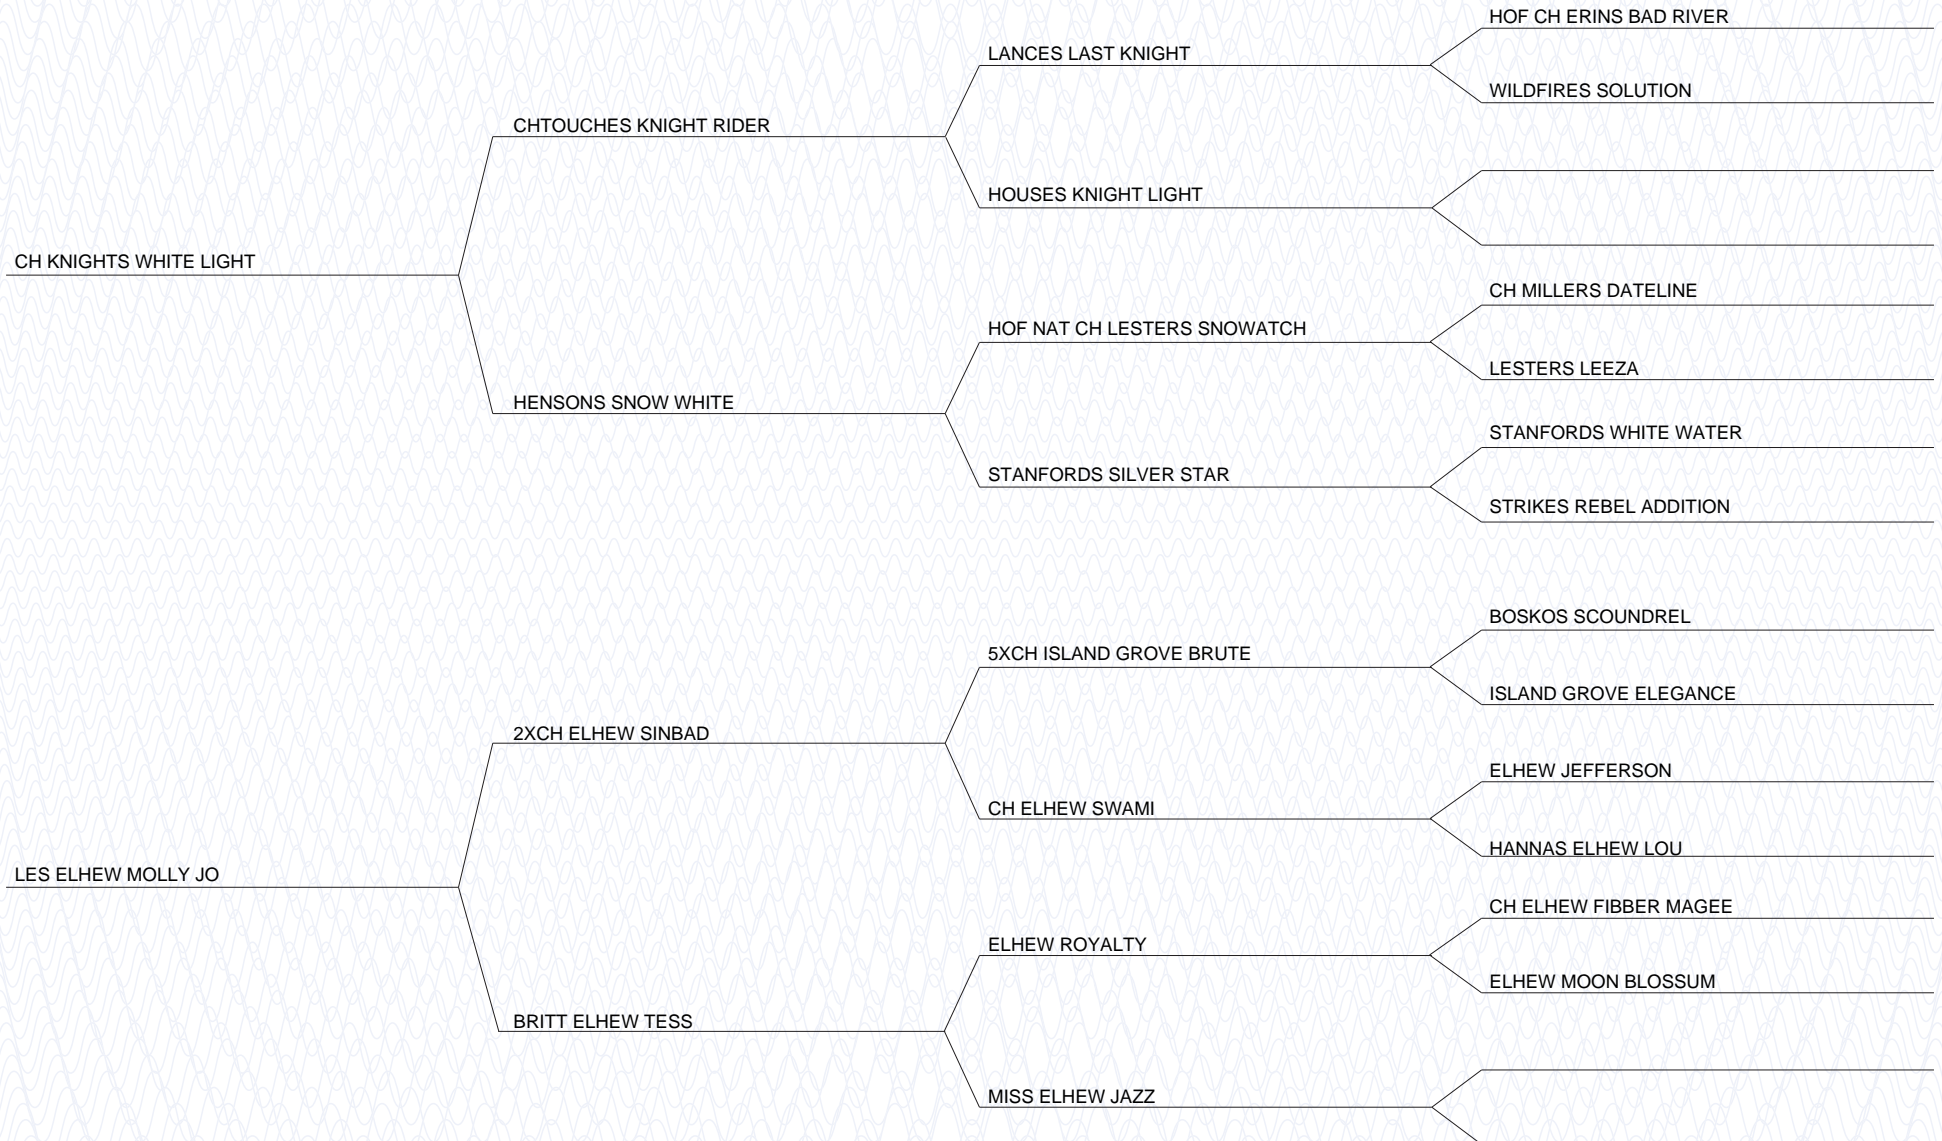 HOF CH ERINS BAD RIVER
LANCES LAST KNIGHT
WILDFIRES SOLUTION
CHTOUCHES KNIGHT RIDER
HOUSES KNIGHT LIGHT
CH KNIGHTS WHITE LIGHT
CH MILLERS DATELINE
HOF NAT CH LESTERS SNOWATCH
LESTERS LEEZA
HENSONS SNOW WHITE
STANFORDS WHITE WATER
STANFORDS SILVER STAR
STRIKES REBEL ADDITION
BOSKOS SCOUNDREL
5XCH ISLAND GROVE BRUTE
ISLAND GROVE ELEGANCE
2XCH ELHEW SINBAD
ELHEW JEFFERSON
CH ELHEW SWAMI
HANNAS ELHEW LOU
LES ELHEW MOLLY JO
CH ELHEW FIBBER MAGEE
ELHEW ROYALTY
ELHEW MOON BLOSSUM
BRITT ELHEW TESS
MISS ELHEW JAZZ